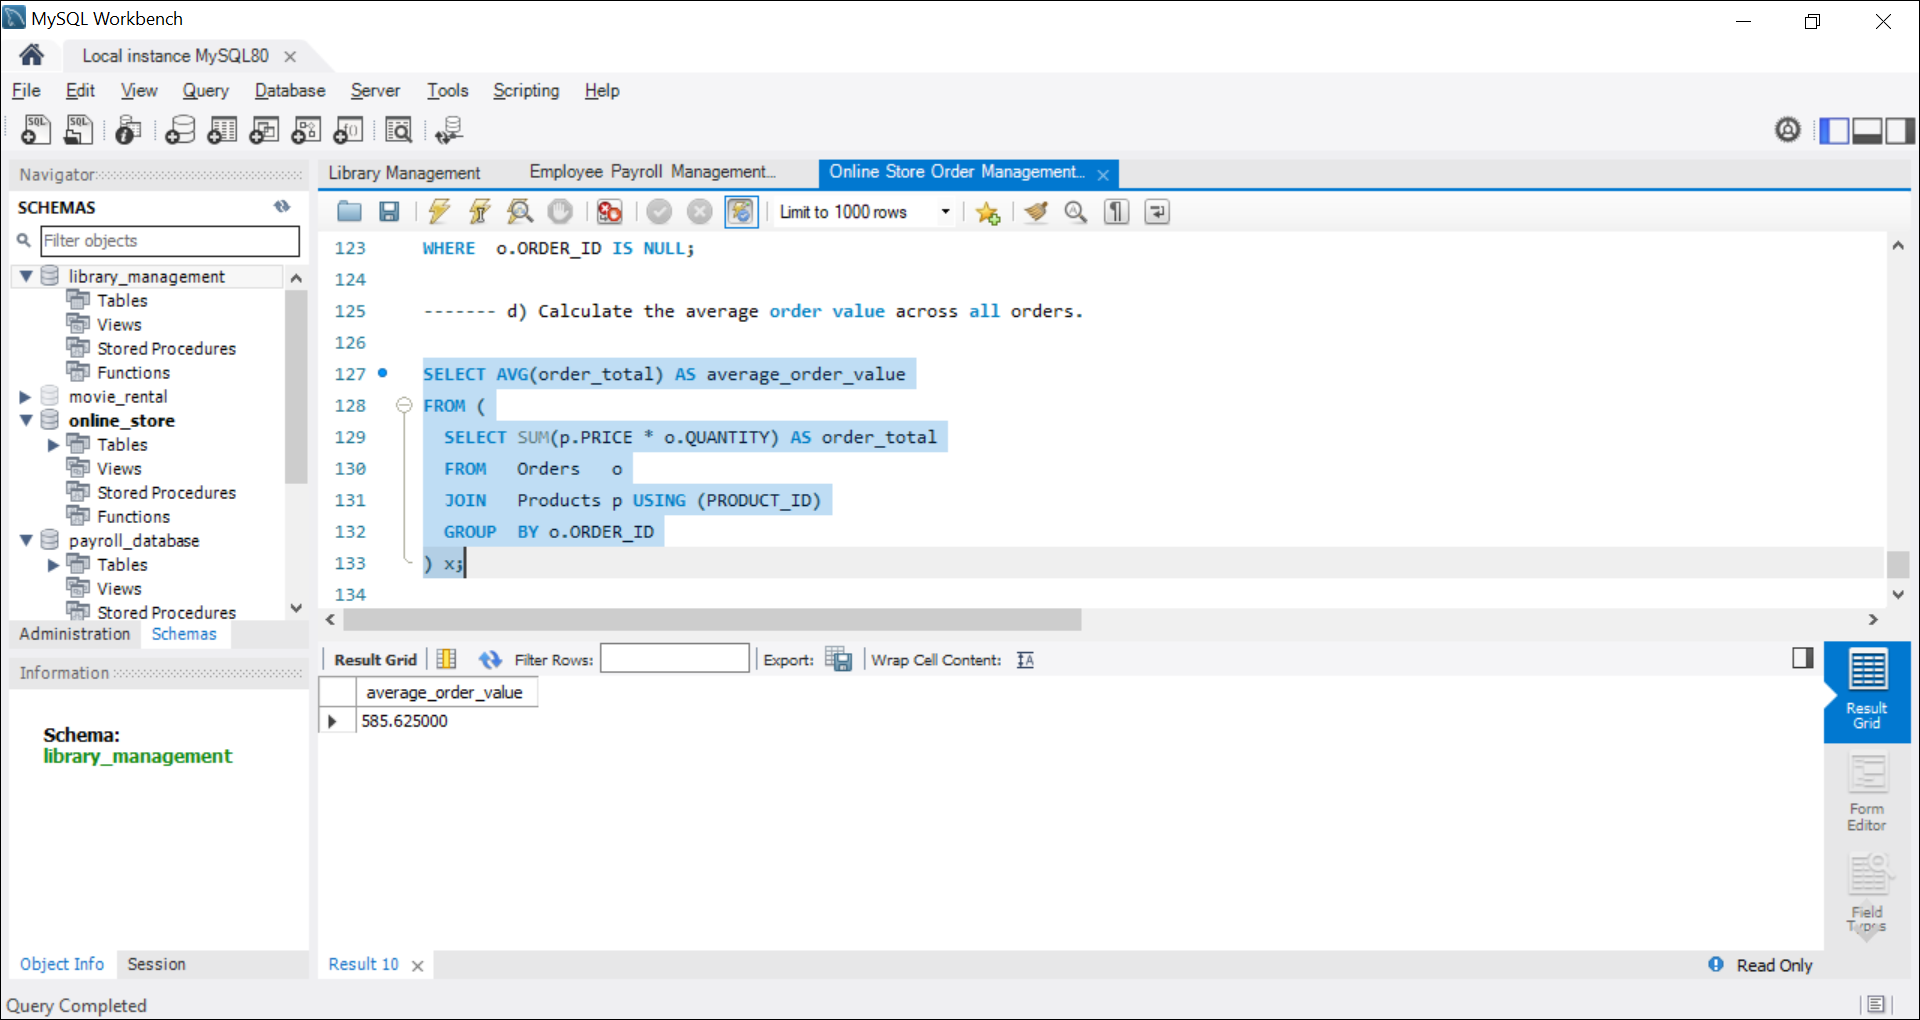 MySQL Workbench
Local instance MySQL80
File Edit View Query Database Server Tools Scripting Help
SQL SQL
Navigator
SCHEMAS
Filter objects
library_management
Tables
Views
Stored Procedures
Functions
movie_rental
online_store
Tables
Views
Stored Procedures
Functions
payroll_database
Tables
Views
Stored Procedures
Administration Schemas
Information
Schema:
library_management
Object Info Session
Library Management Employee Payroll Management... Online Store Order Management...
Limit to 1000 rows
123 WHERE o.ORDER_ID IS NULL;
124
125 ------- d) Calculate the average order value across all orders.
126
127 SELECT AVG(order_total) AS average_order_value
128 FROM (
129 SELECT SUM(p.PRICE * o.QUANTITY) AS order_total
130 FROM Orders o
131 JOIN Products p USING (PRODUCT_ID)
132 GROUP BY o.ORDER_ID
133 ) x;
134
Result Grid Filter Rows: Export: Wrap Cell Content:
average_order_value
585.625000
Result
Grid
Form
Editor
Field
Types
Result 10
Read Only
Query Completed